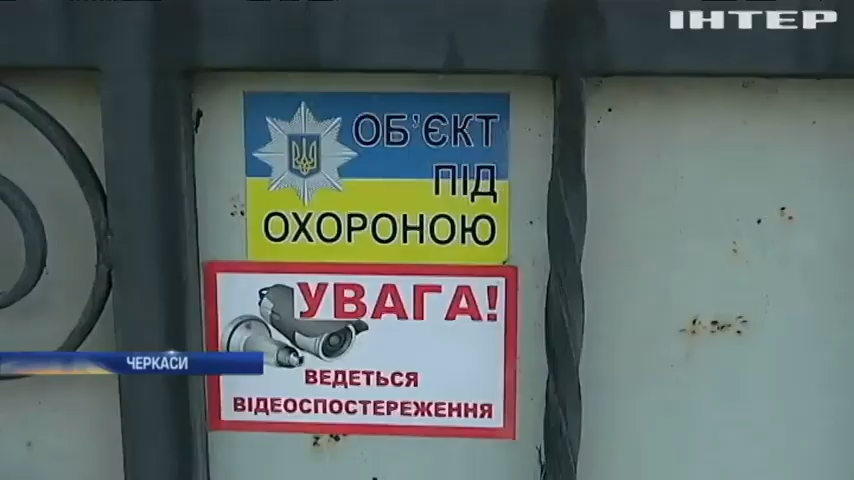 ІНТЕР
ОБ'ЄКТ
ПІД
ОХОРОНОЮ
УВАГА!
ВЕДЕТЬСЯ
ВІДЕОСПОСТЕРЕЖЕННЯ
ЧЕРКАСИ